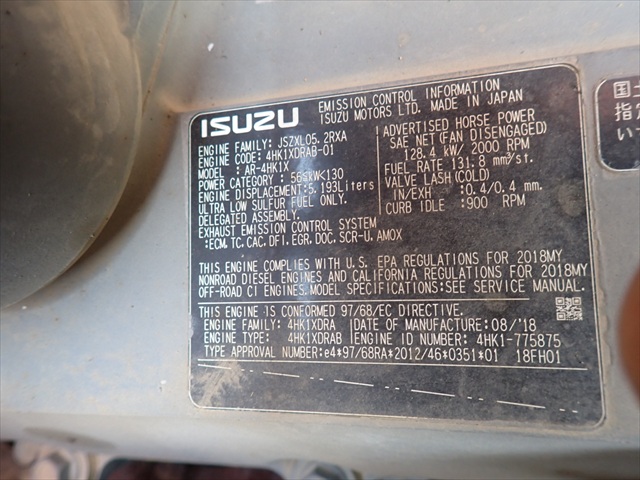 ISUZU EMISSION CONTROL INFORMATION
ISUZU MOTORS LTD. MADE IN JAPAN
ENGINE FAMILY: JSZXL05.2RXA
ENGINE CODE: 4HK1XDRAB-01
MODEL : AR-4HK1X
POWER CATEGORY : 56≤kW<130
ENGINE DISPLACEMENT: 5.193Liters
ULTRA LOW SULFUR FUEL ONLY.
DELEGATED ASSEMBLY.
EXHAUST EMISSION CONTROL SYSTEM
:ECM, TC, CAC, DFI, EGR, DOC, SCR-U, AMOX
ADVERTISED HORSE POWER
SAE NET (FAN DISENGAGED)
128.4 kW/ 2000 RPM
FUEL RATE 131.8 mm³/st.
VALVE LASH (COLD)
IN/EXH : 0.4/0.4 mm.
CURB IDLE : 900 RPM
THIS ENGINE COMPLIES WITH U.S. EPA REGULATIONS FOR 2018MY
NONROAD DIESEL ENGINES AND CALIFORNIA REGULATIONS FOR 2018MY
OFF-ROAD CI ENGINES. MODEL SPECIFICATIONS:SEE SERVICE MANUAL.
THIS ENGINE IS CONFORMED 97/68/EC DIRECTIVE.
ENGINE FAMILY: 4HK1XDRA DATE OF MANUFACTURE: 08/'18
ENGINE TYPE: 4HK1XDRAB ENGINE ID NUMBER: 4HK1-775875
TYPE APPROVAL NUMBER: e4*97/68RA*2012/46*0351*01 18FH01
国土
指定
い